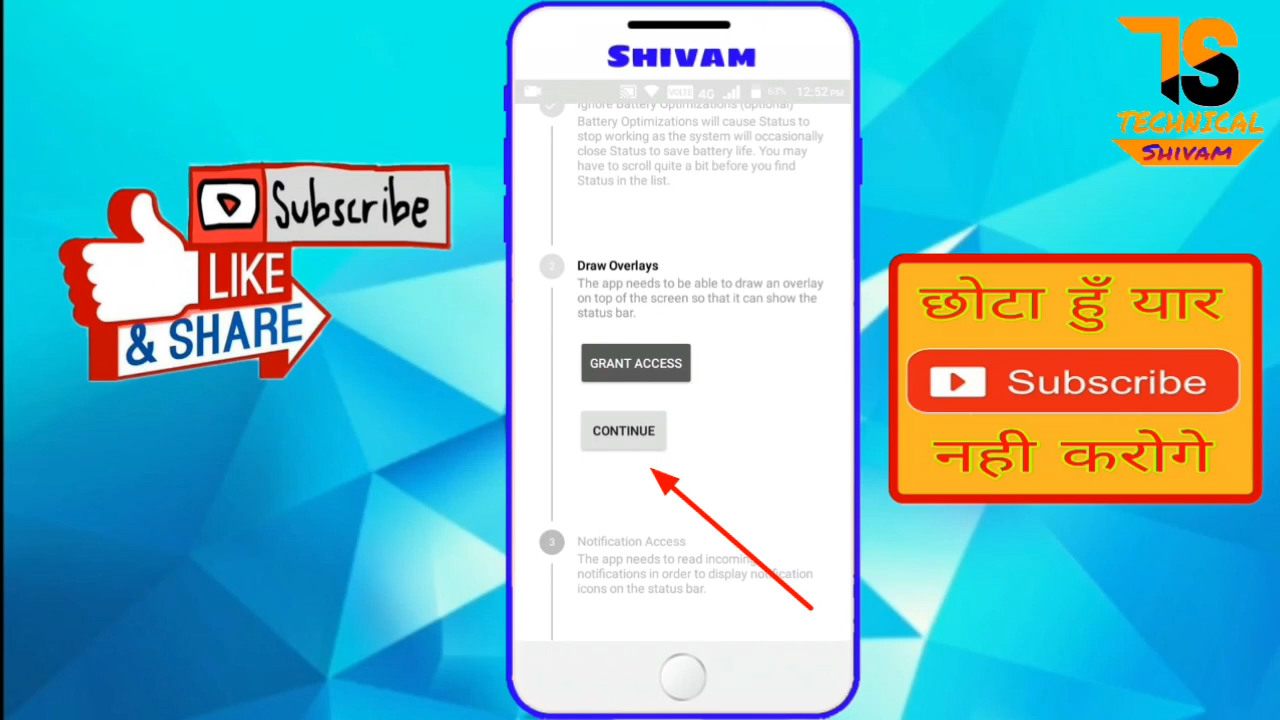 Subscribe
LIKE
& SHARE
SHIVAM
VOLTE 4G 63% 12:52 PM
Ignore Battery Optimizations (optional)
Battery Optimizations will cause Status to
stop working as the system will occasionally
close Status to save battery life. You may
have to scroll quite a bit before you find
Status in the list.
2
Draw Overlays
The app needs to be able to draw an overlay
on top of the screen so that it can show the
status bar.
GRANT ACCESS
CONTINUE
3
Notification Access
The app needs to read incoming
notifications in order to display notification
icons on the status bar.
TS
TECHNICAL
SHIVAM
छोटा हुँ यार
Subscribe
नही करोगे